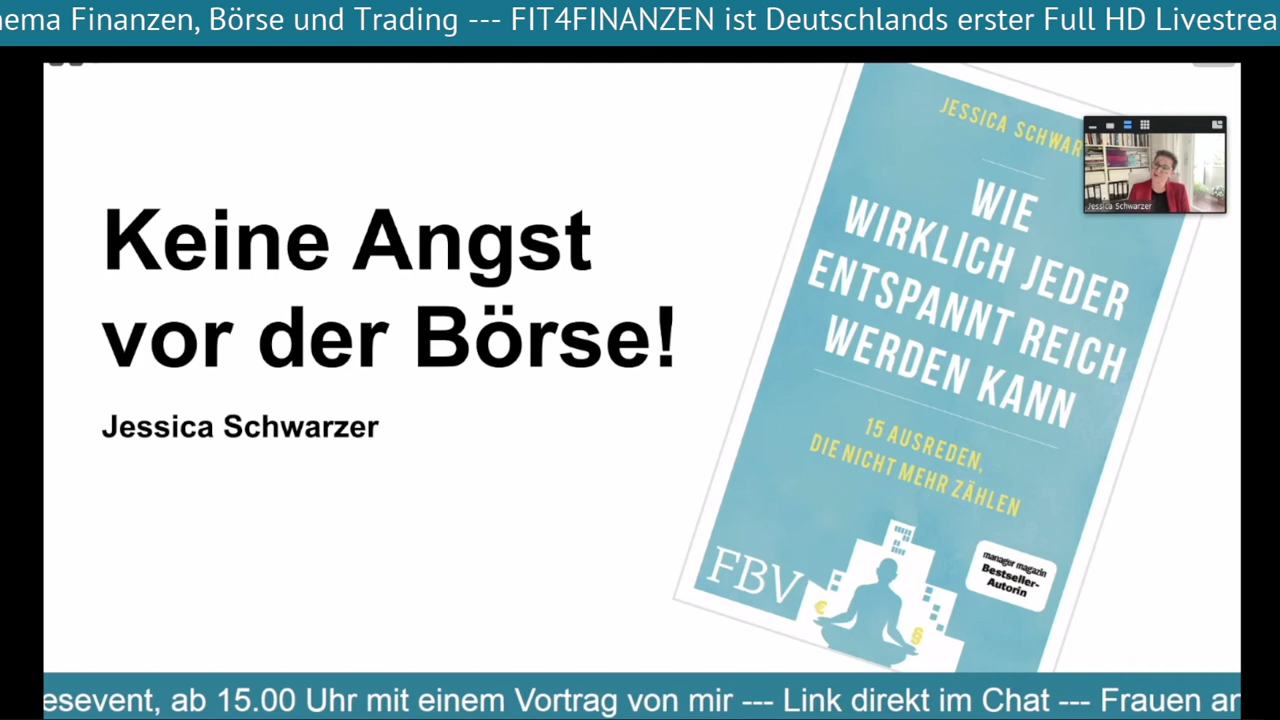 nema Finanzen, Börse und Trading --- FIT4FINANZEN ist Deutschlands erster Full HD Livestrea
Keine Angst
vor der Börse!
Jessica Schwarzer
JESSICA SCHWAR
WIE
WIRKLICH JEDER
ENTSPANNT REICH
WERDEN KANN
15 AUSREDEN,
DIE NICHT MEHR ZÄHLEN
manager magazin
Bestseller-
Autorin
FBV
€
§
Jessica Schwarzer
esevent, ab 15.00 Uhr mit einem Vortrag von mir --- Link direkt im Chat --- Frauen an